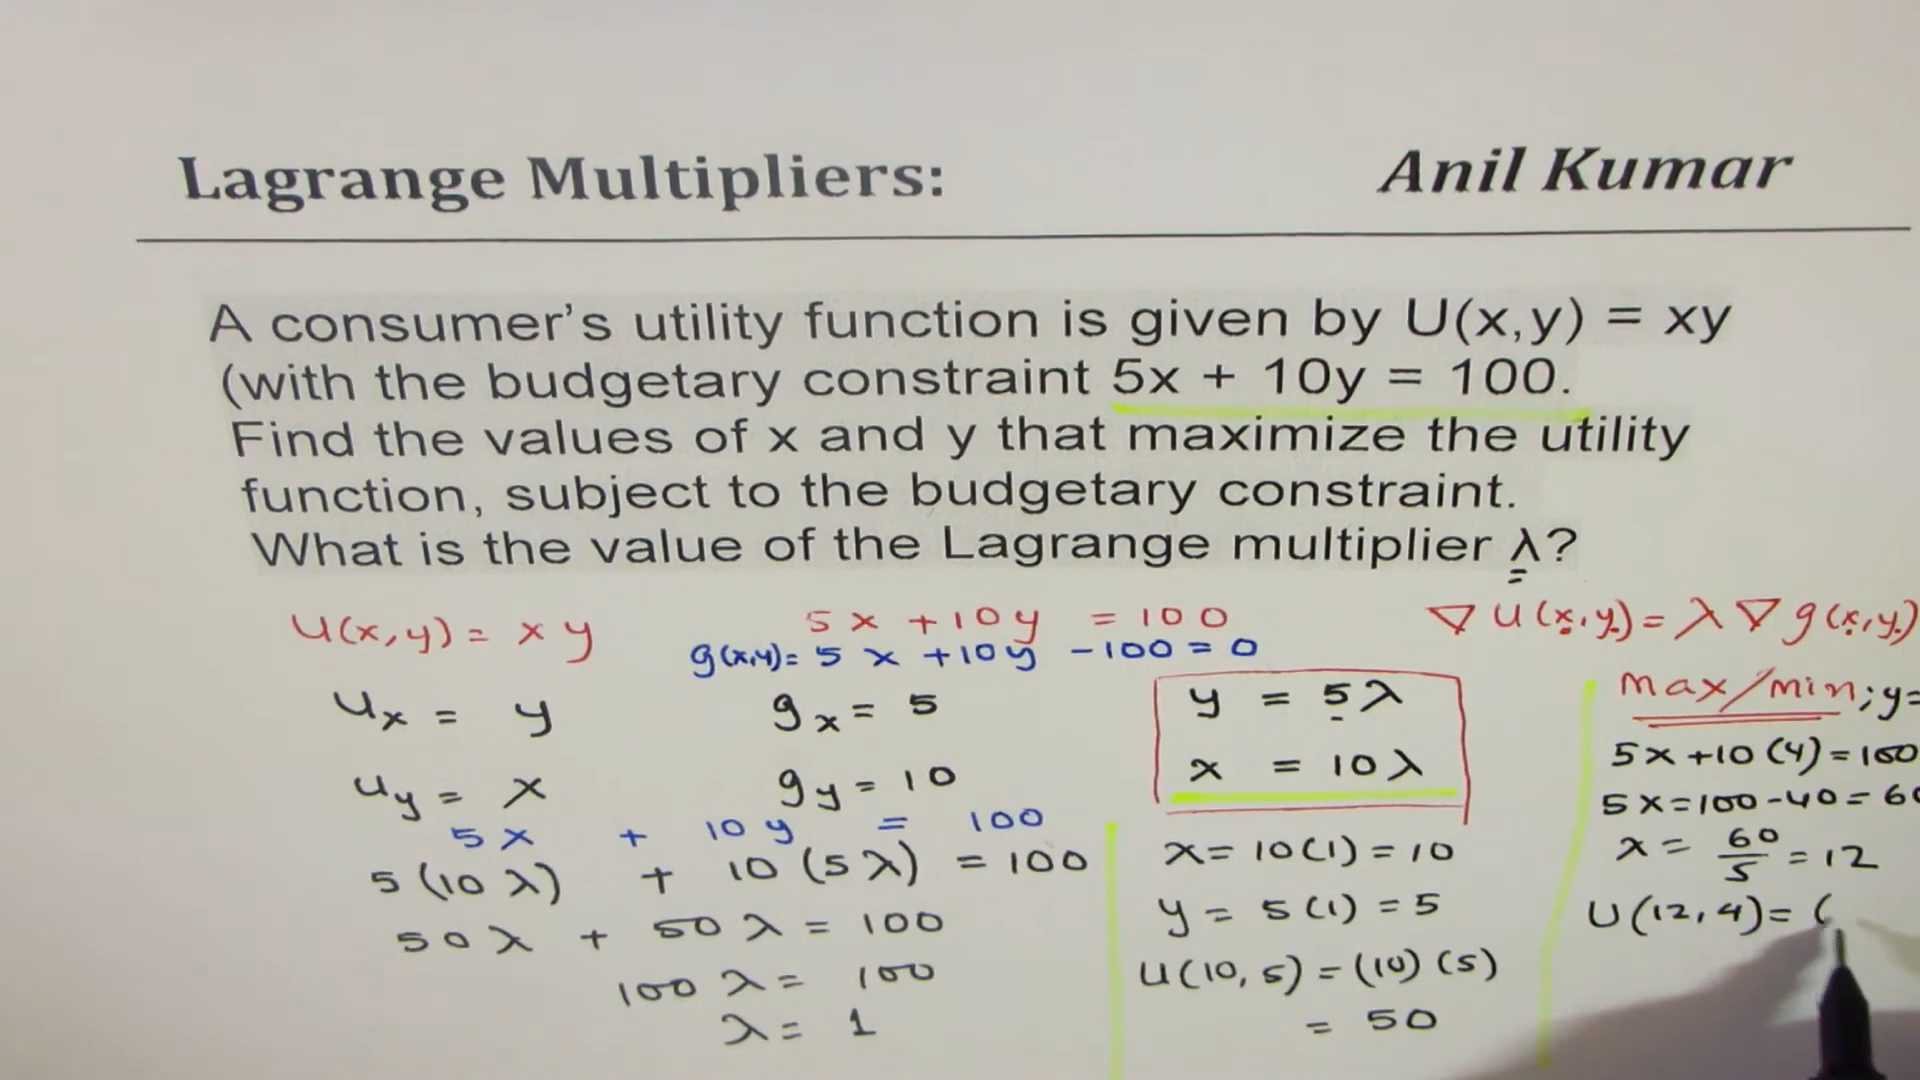 Lagrange Multipliers: Anil Kumar
A consumer's utility function is given by U(x,y) = xy
(with the budgetary constraint 5x + 10y = 100.
Find the values of x and y that maximize the utility
function, subject to the budgetary constraint.
What is the value of the Lagrange multiplier λ?
U(x,y) = xy
Ux = y
Uy = x
5x + 10y = 100
g(x,y) = 5x + 10y - 100 = 0
gx = 5
gy = 10
5x + 10y = 100
5(10λ) + 10(5λ) = 100
50λ + 50λ = 100
100λ = 100
λ = 1
y = 5λ
x = 10λ
x = 10(1) = 10
y = 5(1) = 5
U(10,5) = (10)(5)
= 50
∇U(x,y) = λ∇g(x,y)
max/min; y=
5x + 10(4) = 100
5x = 100 - 40 = 60
x = 60/5 = 12
U(12,4) = (